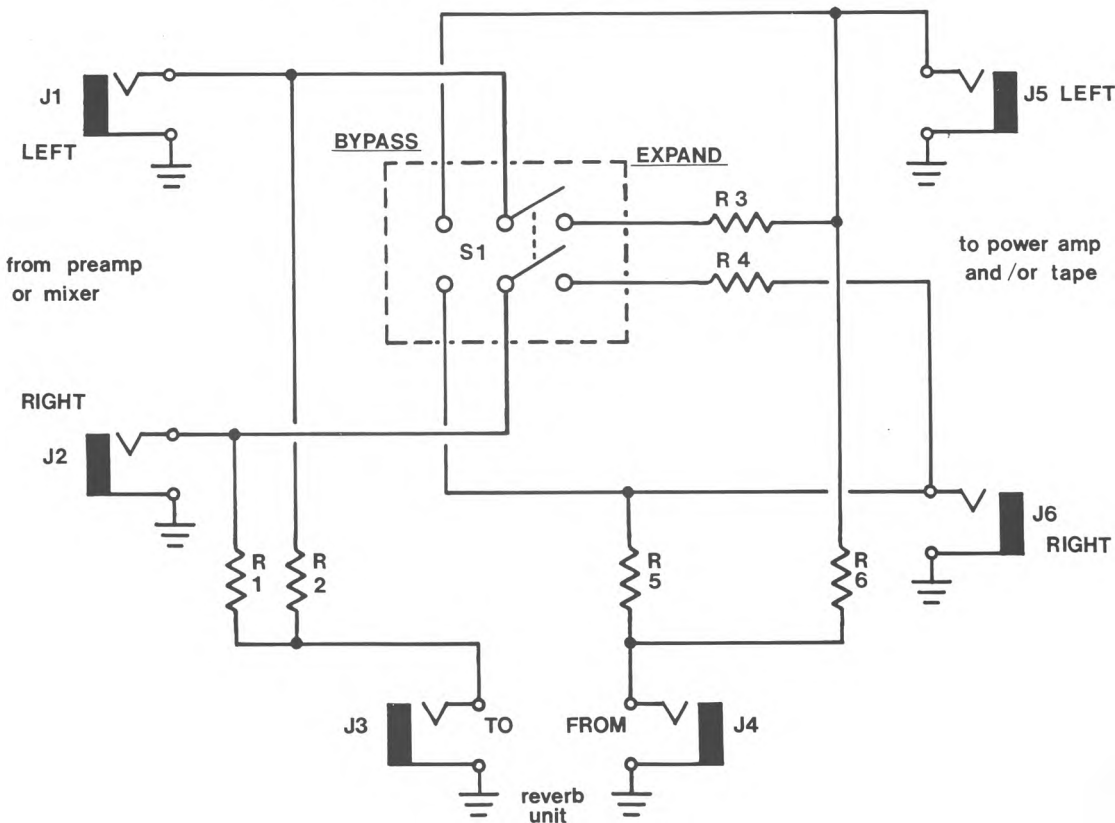 J1
LEFT
BYPASS
EXPAND
J5 LEFT
R 3
S1
R 4
from preamp
or mixer
to power amp
and /or tape
RIGHT
J2
J6
RIGHT
R
1
R
2
R
5
R
6
J3
TO
FROM
J4
reverb
unit